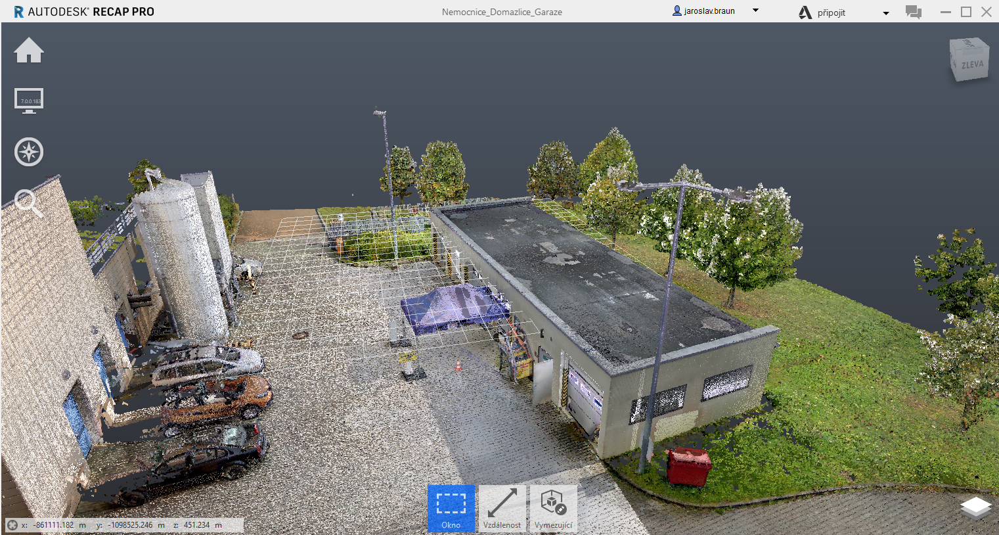 AUTODESK® RECAP PRO
Nemocnice_Domazlice_Garaze
jaroslav.braun
připojit
7.0.0.183
ZLEVA
Okno
Vzdálenost
Vymezující
x: -861111.182 m y: -1098525.246 m z: 451.234 m